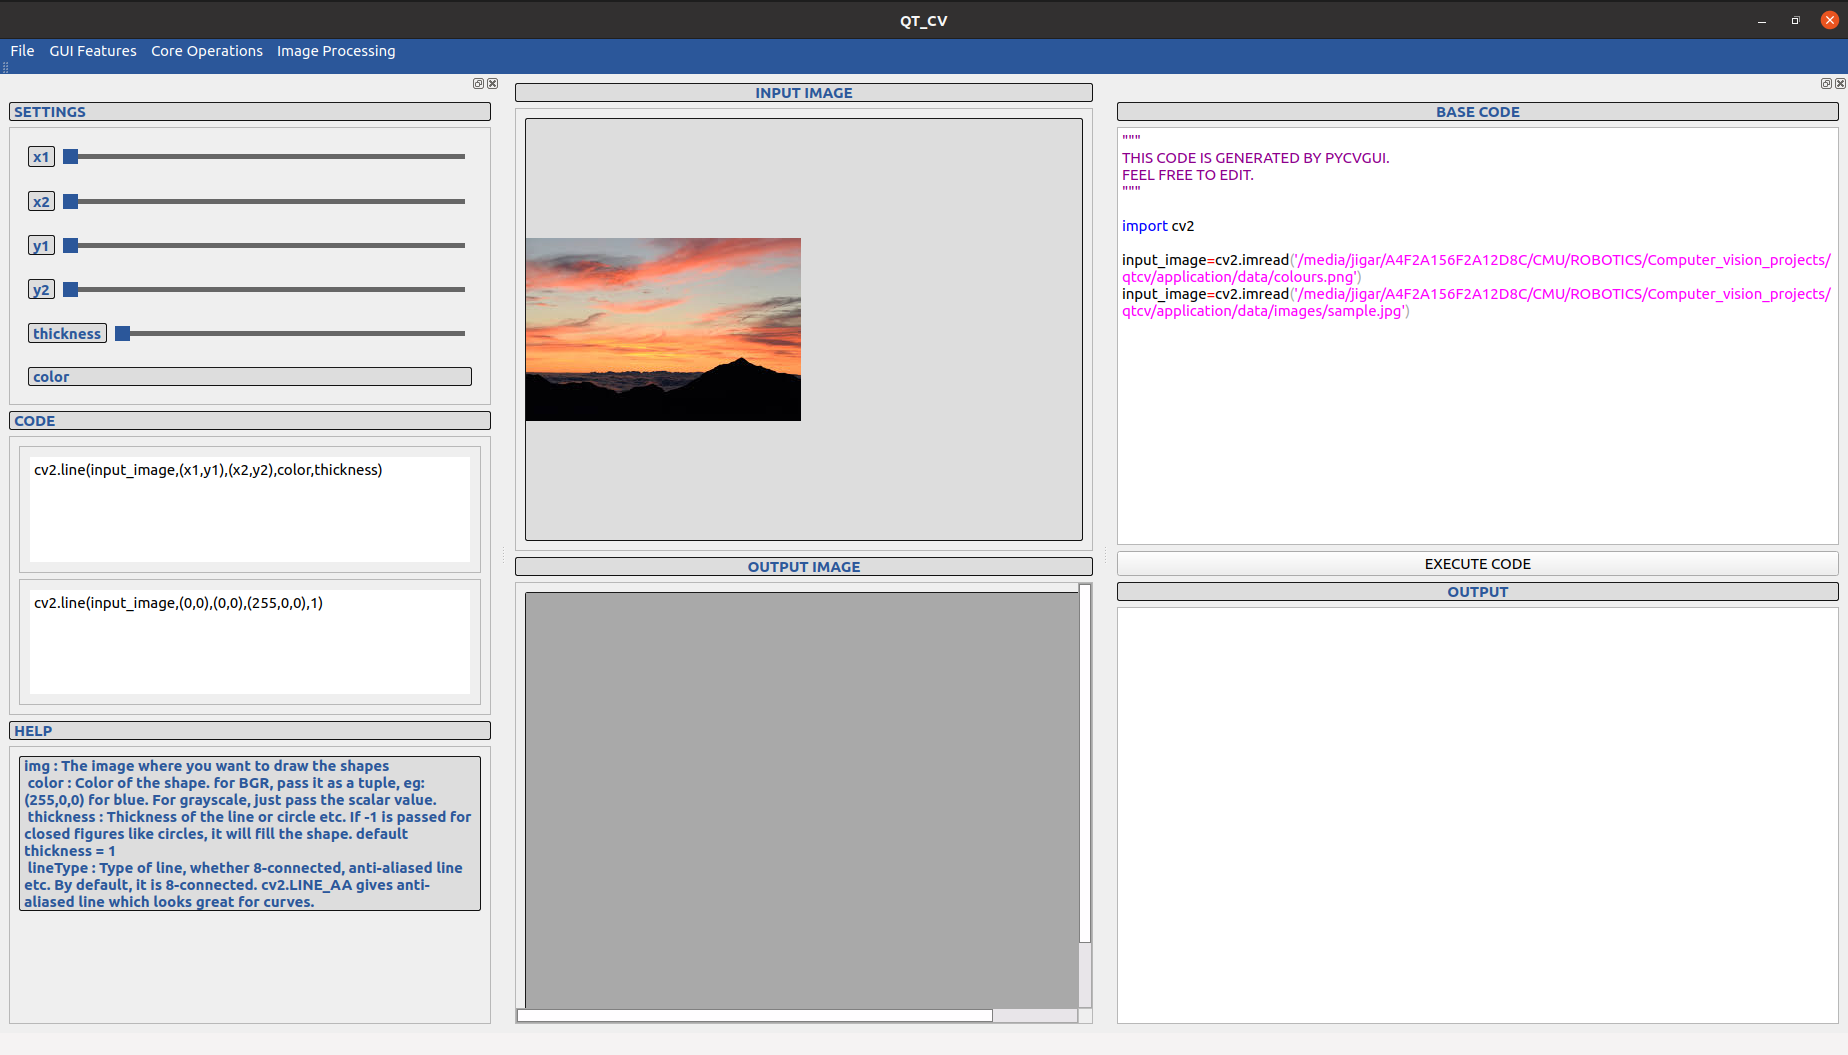 QT_CV
File GUI Features Core Operations Image Processing
SETTINGS
x1
x2
y1
y2
thickness
color
CODE
cv2.line(input_image,(x1,y1),(x2,y2),color,thickness)
cv2.line(input_image,(0,0),(0,0),(255,0,0),1)
HELP
img : The image where you want to draw the shapes
color : Color of the shape. for BGR, pass it as a tuple, eg:
(255,0,0) for blue. For grayscale, just pass the scalar value.
thickness : Thickness of the line or circle etc. If -1 is passed for
closed figures like circles, it will fill the shape. default
thickness = 1
lineType : Type of line, whether 8-connected, anti-aliased line
etc. By default, it is 8-connected. cv2.LINE_AA gives anti-
aliased line which looks great for curves.
INPUT IMAGE
OUTPUT IMAGE
BASE CODE
"""
THIS CODE IS GENERATED BY PYCVGUI.
FEEL FREE TO EDIT.
"""
import cv2
input_image=cv2.imread('/media/jigar/A4F2A156F2A12D8C/CMU/ROBOTICS/Computer_vision_projects/
qtcv/application/data/colours.png')
input_image=cv2.imread('/media/jigar/A4F2A156F2A12D8C/CMU/ROBOTICS/Computer_vision_projects/
qtcv/application/data/images/sample.jpg')
EXECUTE CODE
OUTPUT